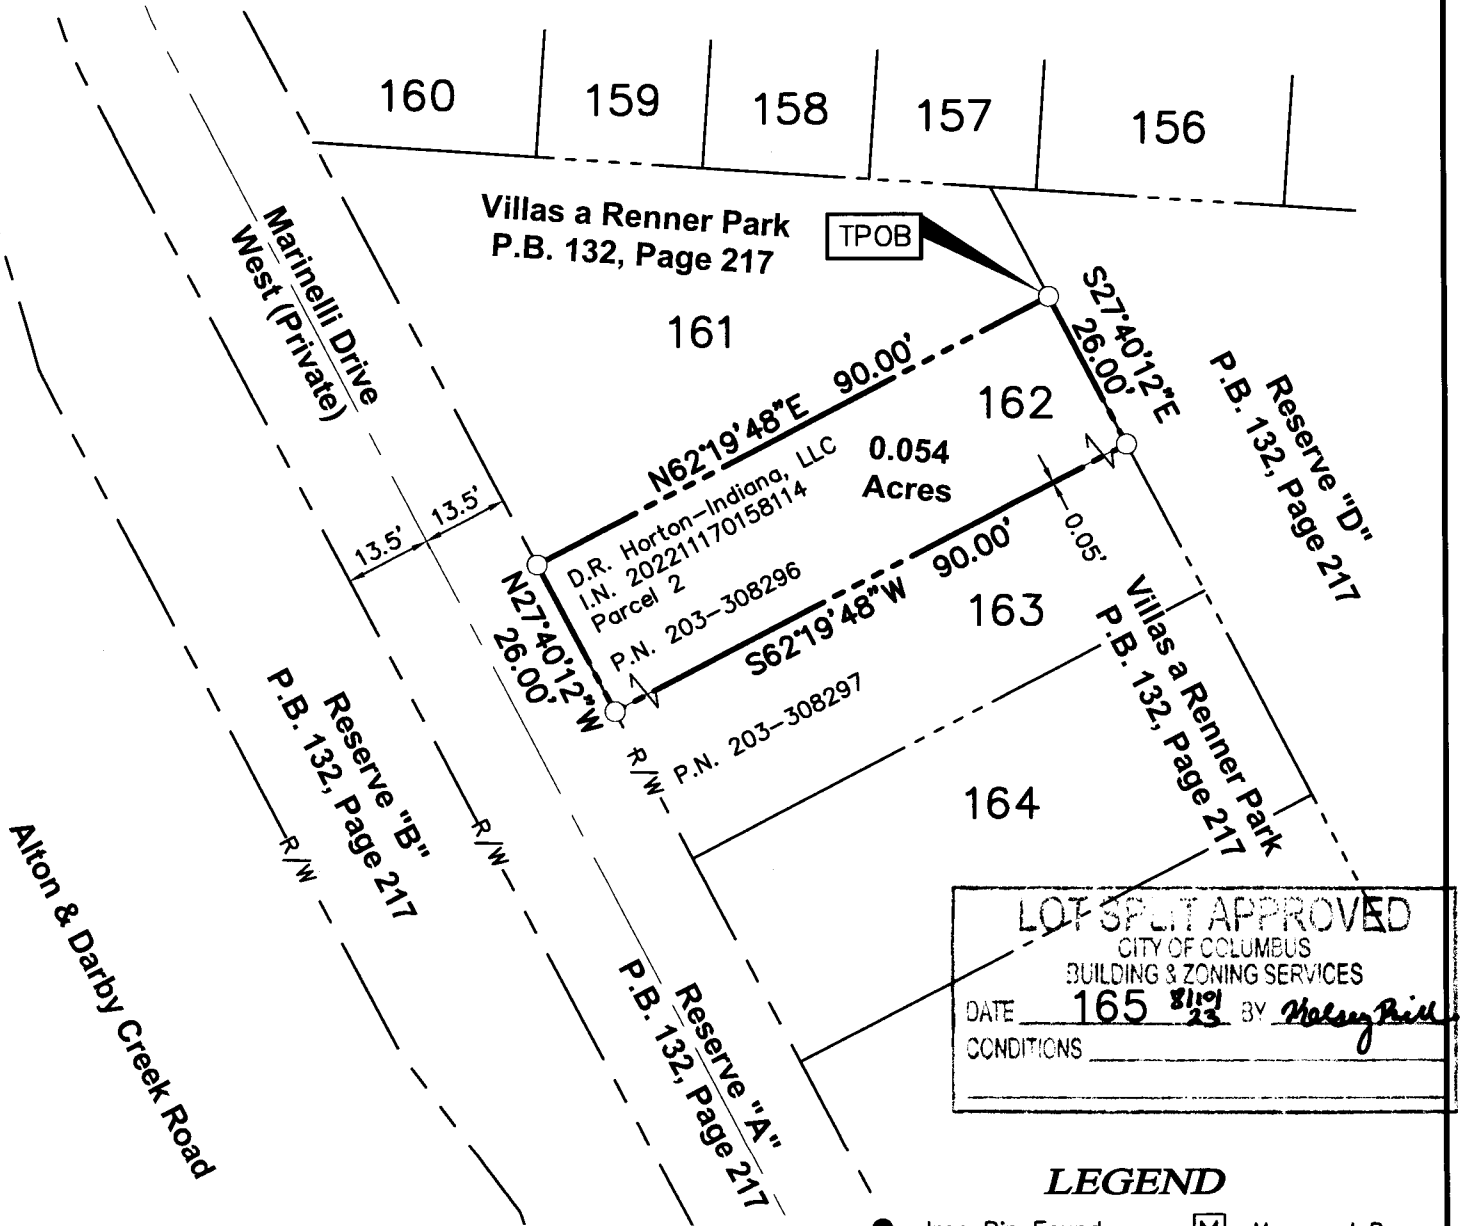 160
159
158
157
156
Villas a Renner Park
P.B. 132, Page 217
TPOB
161
Marinelli Drive
West (Private)
S27°40'12"E
26.00'
N62°19'48"E 90.00'
162
0.054
Acres
D.R. Horton-Indiana, LLC
I.N. 202211170158114
Parcel 2
P.N. 203-308296
Reserve "D"
P.B. 132, Page 217
13.5'
13.5'
N27°40'12"W
26.00'
S62°19'48"W 90.00'
0.05'
163
P.N. 203-308297
Villas a Renner Park
P.B. 132, Page 217
R/W
R/W
R/W
Reserve "B"
P.B. 132, Page 217
164
Alton & Darby Creek Road
Reserve "A"
P.B. 132, Page 217
LOT SPLIT APPROVED
CITY OF COLUMBUS
BUILDING & ZONING SERVICES
DATE 165 8/10/23 BY Kelsey
CONDITIONS
LEGEND
Iron Pin Found
M